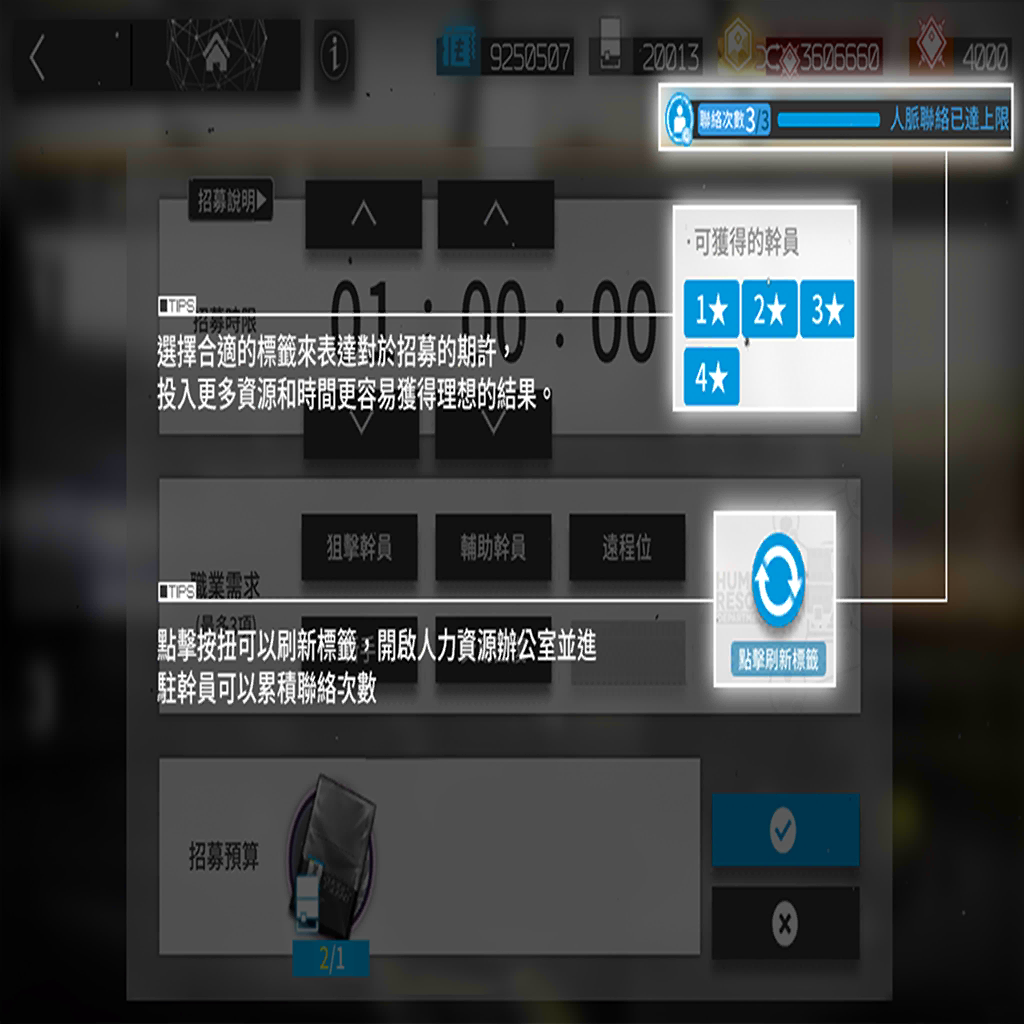 9250507
20013
3606660
4000
聯絡次數3/3
人脈聯絡已達上限
招募說明
·可獲得的幹員
1★ 2★ 3★
4★
TIPS
招募時限
01 : 00 : 00
選擇合適的標籤來表達對於招募的期許，
投入更多資源和時間更容易獲得理想的結果。
狙擊幹員
輔助幹員
遠程位
TIPS
職業需求
(最多3項)
點擊按扭可以刷新標籤，開啟人力資源辦公室並進
駐幹員可以累積聯絡次數
點擊刷新標籤
招募預算
2/1